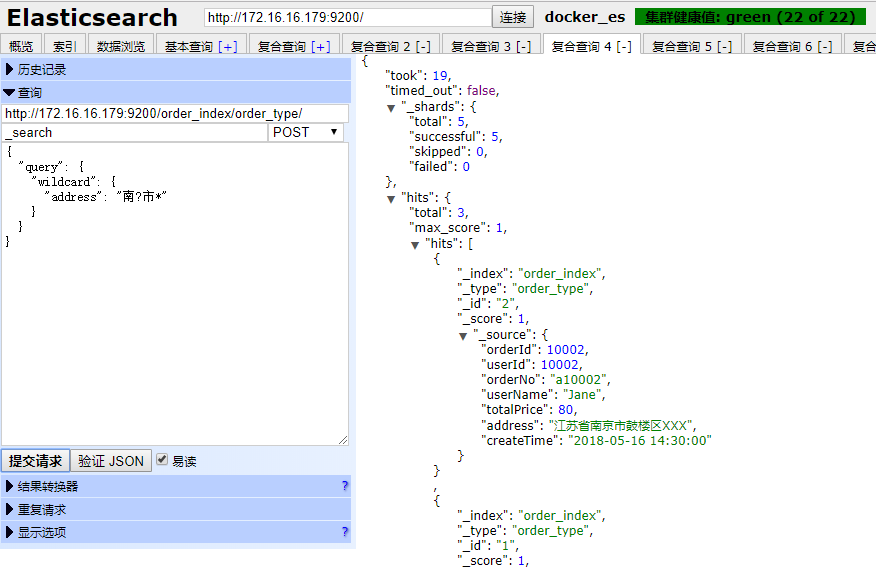 Elasticsearch http://172.16.16.179:9200/ 连接 docker_es 集群健康值: green (22 of 22)
概览 索引 数据浏览 基本查询 [+] 复合查询 [+] 复合查询 2 [-] 复合查询 3 [-] 复合查询 4 [-] 复合查询 5 [-] 复合查询 6 [-] 复合
历史记录
查询
http://172.16.16.179:9200/order_index/order_type/
_search POST
{
"query": {
"wildcard": {
"address": "南?市*"
}
}
}
提交请求 验证 JSON 易读
结果转换器 ?
重复请求
显示选项 ?
{
"took": 19,
"timed_out": false,
"_shards": {
"total": 5,
"successful": 5,
"skipped": 0,
"failed": 0
},
"hits": {
"total": 3,
"max_score": 1,
"hits": [
{
"_index": "order_index",
"_type": "order_type",
"_id": "2",
"_score": 1,
"_source": {
"orderId": 10002,
"userId": 10002,
"orderNo": "a10002",
"userName": "Jane",
"totalPrice": 80,
"address": "江苏省南京市鼓楼区XXX",
"createTime": "2018-05-16 14:30:00"
}
}
,
{
"_index": "order_index",
"_type": "order_type",
"_id": "1",
"_score": 1,